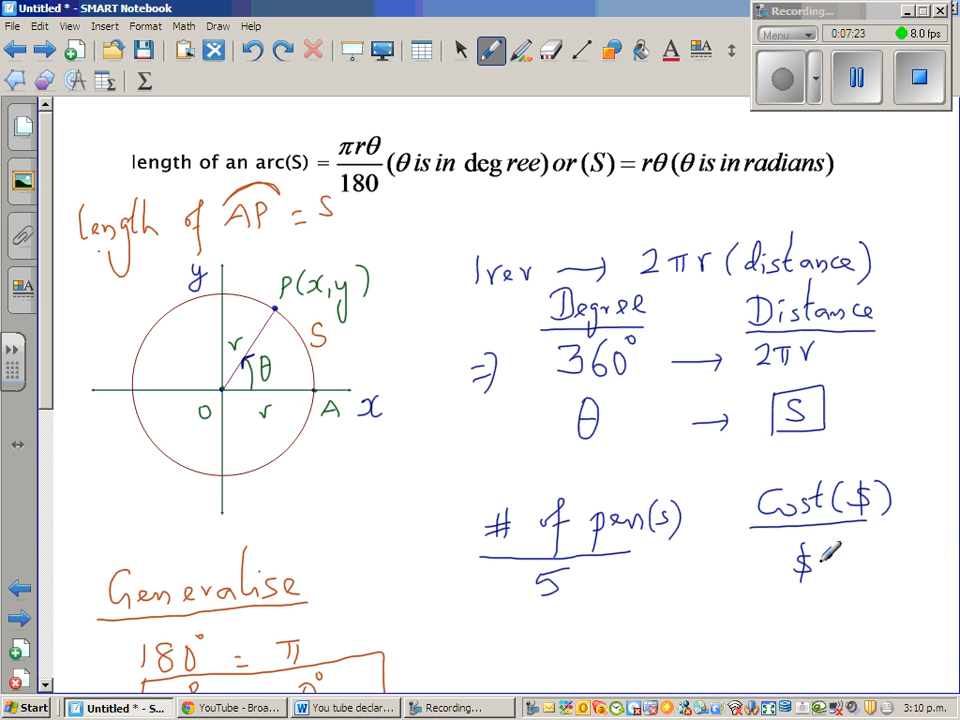 Untitled * - SMART Notebook
File Edit View Insert Format Math Draw Help
Recording...
Menu 0:07:23 8.0 fps
length of an arc(S) = πrθ/180 (θ is in deg ree) or (S) = rθ (θ is in radians)
length of AP = S
y
P(x,y)
S
r
θ
O r A x
1rev → 2πr (distance)
Degree Distance
⇒ 360° → 2πr
θ → S
# of pen(s) Cost($)
5 $
Generalise
180° = π
Start Untitled * - S... YouTube - Broa... You tube declar... Recording... 3:10 p.m.